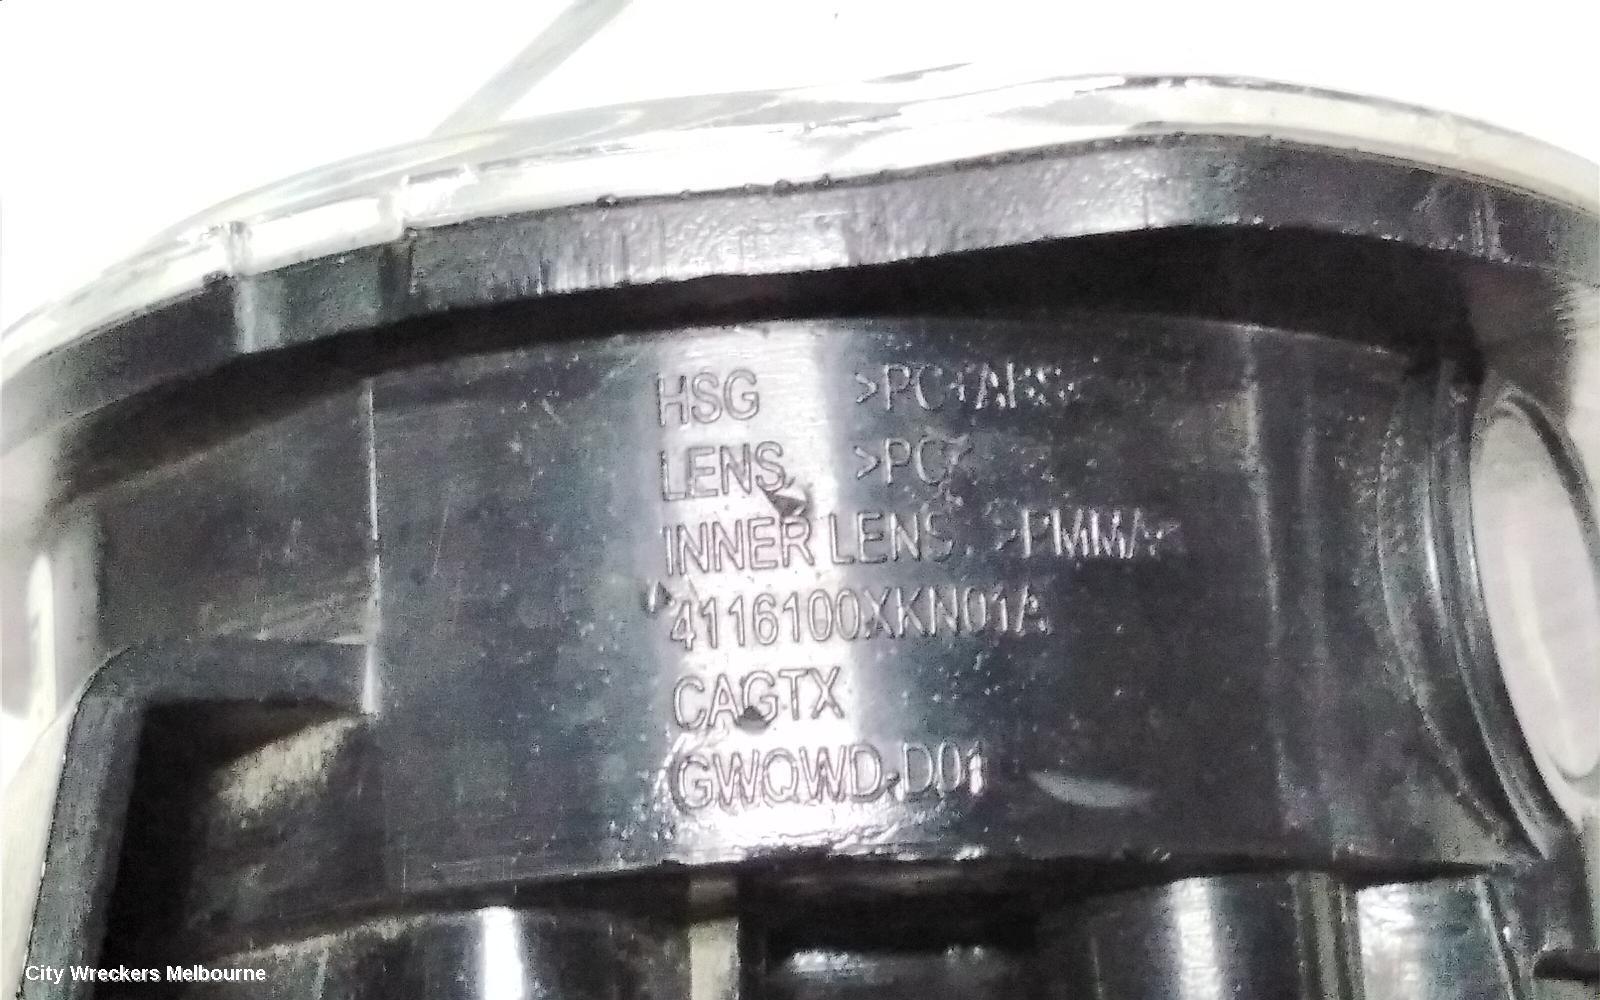 HSG >PC+ABS<
LENS >PC<
INNER LENS >PMMA<
4116100XKN01A
CAGTX
GWQWD-D01
City Wreckers Melbourne